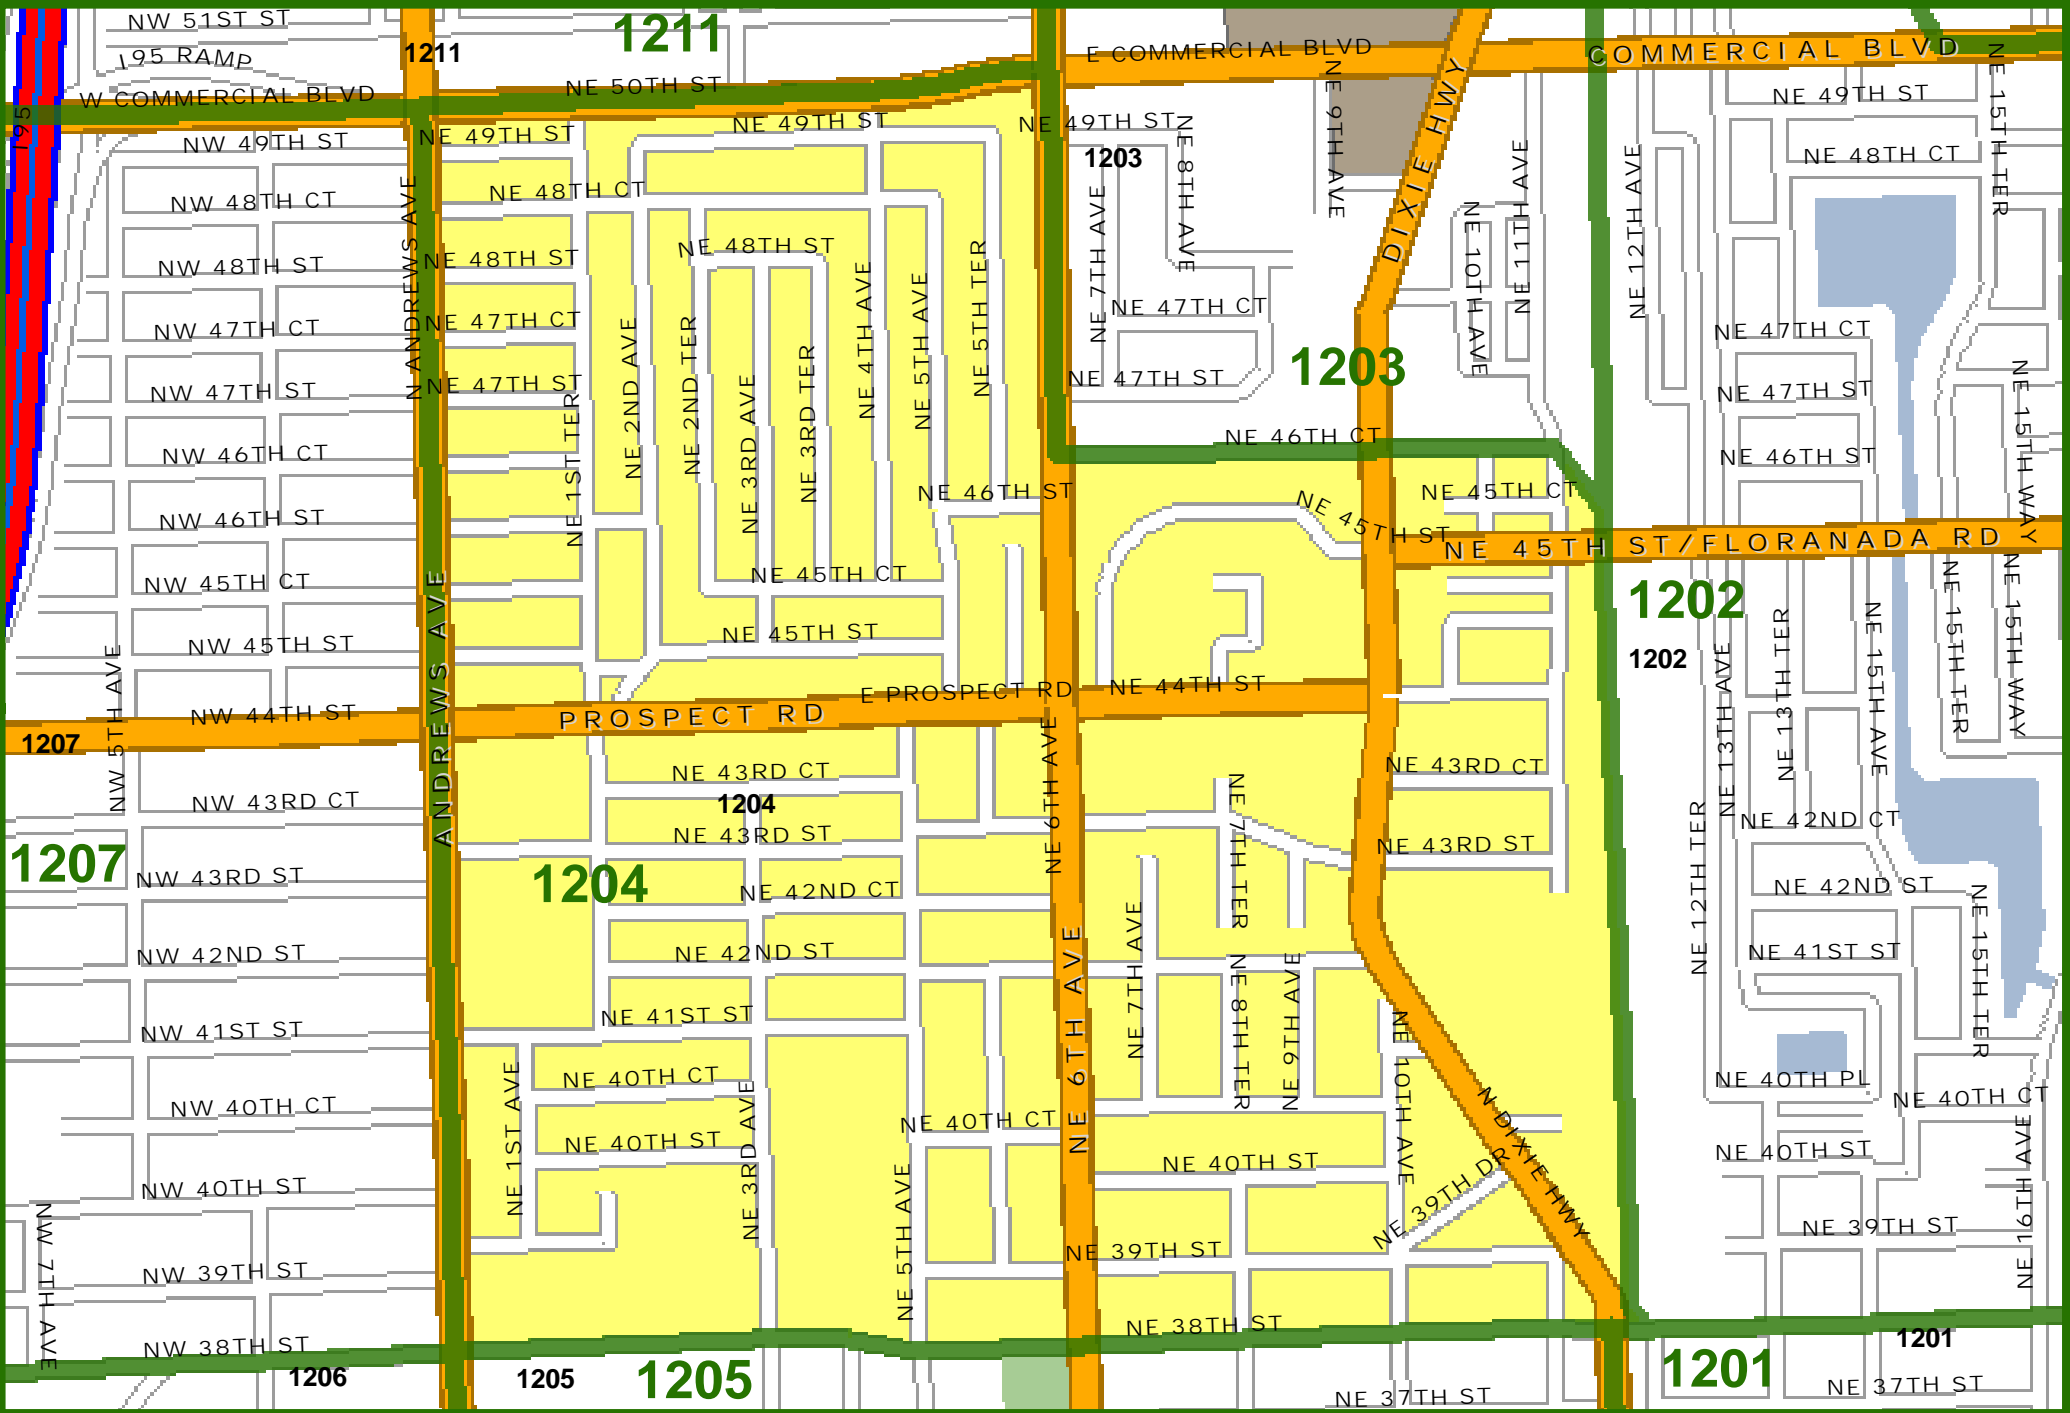 NW 51ST ST
1211
1211
I95 RAMP
E COMMERCIAL BLVD
COMMERCIAL BLVD
W COMMERCIAL BLVD
NE 50TH ST
I95
NE 9TH AVE
DIXIE HWY
NE 15TH TER
NE 49TH ST
NW 49TH ST
NE 49TH ST
NE 49TH ST
NE 49TH ST
1203
NE 8TH AVE
NE 48TH CT
NW 48TH CT
N ANDREWS AVE
NE 48TH CT
NE 7TH AVE
NE 10TH AVE
NE 11TH AVE
NE 12TH AVE
NW 48TH ST
NE 48TH ST
NE 48TH ST
NE 4TH AVE
NE 5TH AVE
NE 5TH TER
NE 47TH CT
NW 47TH CT
NE 47TH CT
NE 2ND AVE
NE 2ND TER
NE 3RD AVE
NE 3RD TER
NE 47TH CT
1203
NW 47TH ST
NE 47TH ST
NE 1ST TER
NE 47TH ST
NE 47TH ST
NE 15TH WAY
NW 46TH CT
NE 46TH CT
NE 46TH ST
NW 46TH ST
NE 46TH ST
NE 45TH ST
NE 45TH CT
NE 45TH ST/FLORANADA RD
NW 45TH CT
NE 45TH CT
1202
1202
NE 15TH TER
NE 15TH WAY
NW 45TH ST
NE 45TH ST
ANDREWS AVE
NW 5TH AVE
NE 13TH AVE
NE 13TH TER
NE 15TH AVE
NW 44TH ST
PROSPECT RD
E PROSPECT RD
NE 44TH ST
1207
NE 6TH AVE
NE 43RD CT
NE 43RD CT
NW 43RD CT
1204
NE 7TH TER
NE 12TH TER
NE 42ND CT
1207
NE 43RD ST
NE 43RD ST
NW 43RD ST
1204
NE 42ND CT
NE 42ND ST
NE 15TH TER
NW 42ND ST
NE 42ND ST
NE 6TH AVE
NE 7TH AVE
NE 8TH TER
NE 9TH AVE
NE 41ST ST
NW 41ST ST
NE 41ST ST
NE 10TH AVE
NE 1ST AVE
NE 40TH CT
NE 3RD AVE
NE 40TH PL
NE 40TH CT
NW 40TH CT
NE 40TH CT
N DIXIE HWY
NE 40TH ST
NE 40TH ST
NE 40TH ST
NE 16TH AVE
NW 40TH ST
NE 5TH AVE
NE 39TH DR
NW 7TH AVE
NE 39TH ST
NE 39TH ST
NW 39TH ST
NE 38TH ST
NW 38TH ST
1206
1205
1205
1201
1201
NE 37TH ST
NE 37TH ST